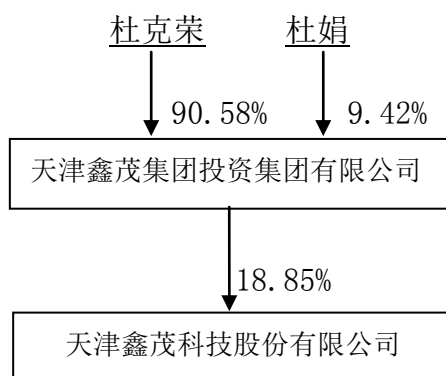 杜克荣 杜娟
90.58% 9.42%
天津鑫茂集团投资集团有限公司
18.85%
天津鑫茂科技股份有限公司